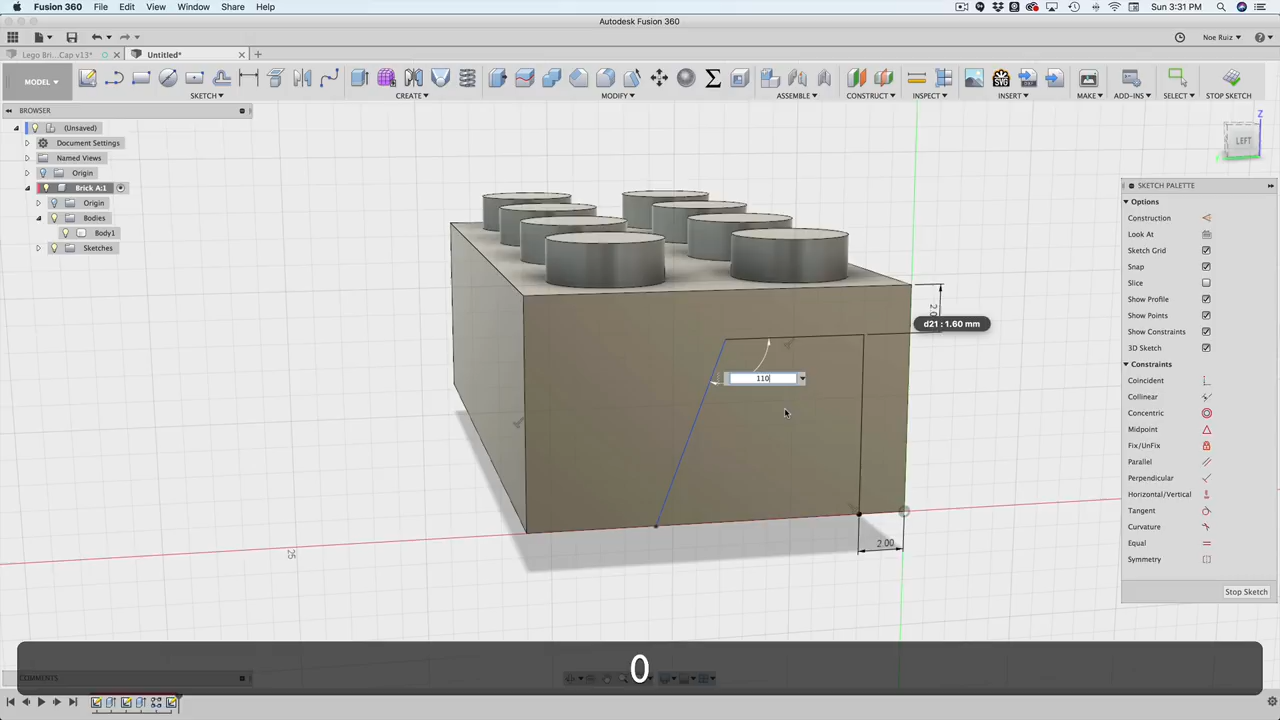 Fusion 360 File Edit View Window Share Help
Sun 3:31 PM
Autodesk Fusion 360
Lego Bri...Cap v13*
Untitled*
Noe Ruiz
MODEL
SKETCH
CREATE
MODIFY
ASSEMBLE
CONSTRUCT
INSPECT
SVG
INSERT
MAKE
ADD-INS
SELECT
STOP SKETCH
BROWSER
(Unsaved)
Document Settings
Named Views
Origin
Brick A:1
Origin
Bodies
Body1
Sketches
Z
LEFT
SKETCH PALETTE
Options
Construction
Look At
Sketch Grid
Snap
Slice
Show Profile
Show Points
Show Constraints
3D Sketch
Constraints
Coincident
Collinear
Concentric
Midpoint
Fix/UnFix
Parallel
Perpendicular
Horizontal/Vertical
Tangent
Curvature
Equal
Symmetry
Stop Sketch
d21 : 1.60 mm
110
2.00
25
0
COMMENTS